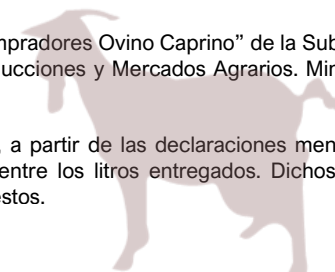 mpradores Ovino Caprino” de la Sub
ucciones y Mercados Agrarios. Min
a partir de las declaraciones men
entre los litros entregados. Dichos
estos.